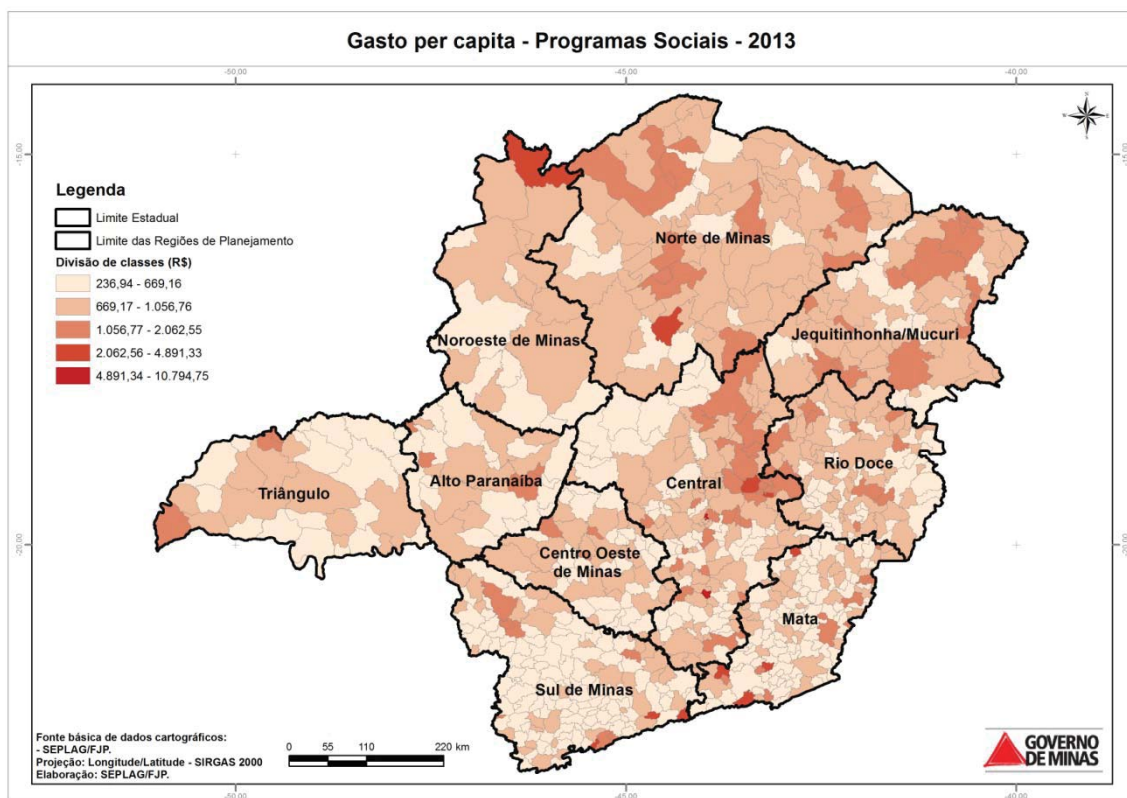 Gasto per capita - Programas Sociais - 2013
-50,00
-45,00
-40,00
-15,00
-15,00
Legenda
Limite Estadual
Limite das Regiões de Planejamento
Divisão de classes (R$)
236,94 - 669,16
669,17 - 1.056,76
1.056,77 - 2.062,55
2.062,56 - 4.891,33
4.891,34 - 10.794,75
Norte de Minas
Noroeste de Minas
Jequitinhonha/Mucuri
Triângulo
Alto Paranaíba
Central
Rio Doce
Centro Oeste
de Minas
Mata
Sul de Minas
-20,00
-20,00
Fonte básica de dados cartográficos:
- SEPLAG/FJP.
Projeção: Longitude/Latitude - SIRGAS 2000
Elaboração: SEPLAG/FJP.
0 55 110 220 km
GOVERNO
DE MINAS
-50,00
-45,00
-40,00